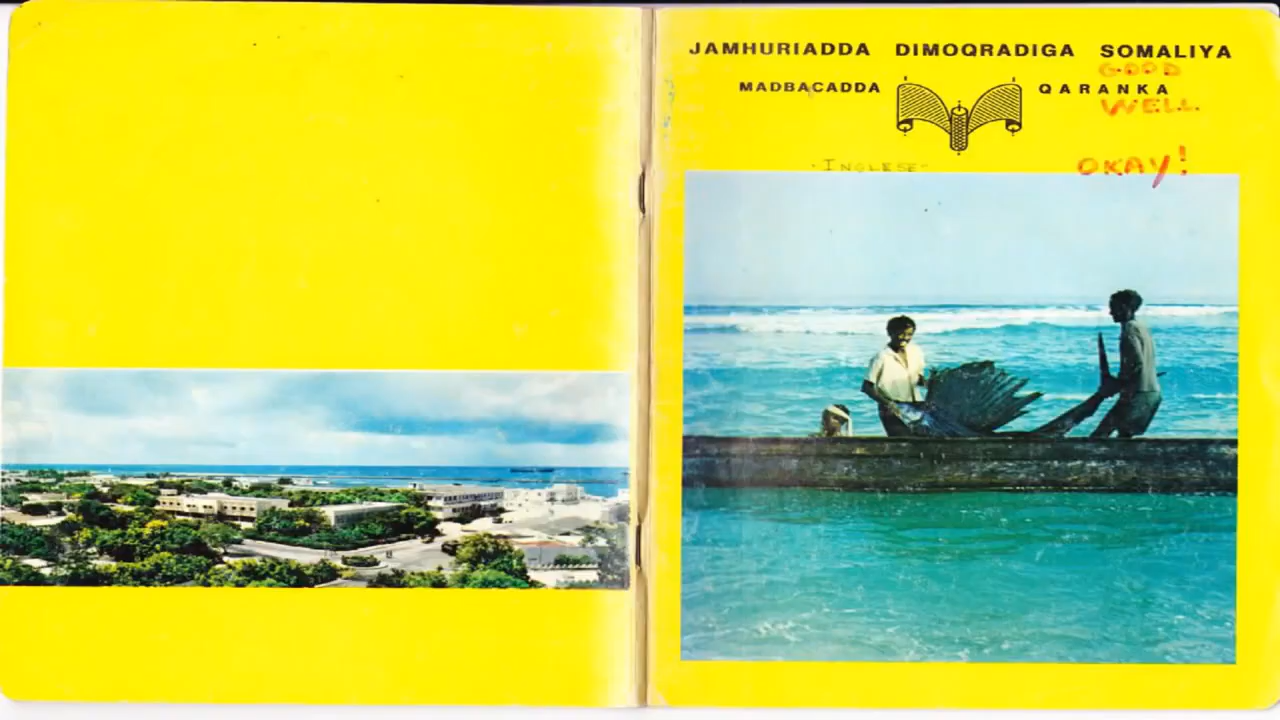 JAMHURIADDA DIMOQRADIGA SOMALIYA
GOOD
MADBACADDA QARANKA
WELL
- INGLESE -
OKAY!